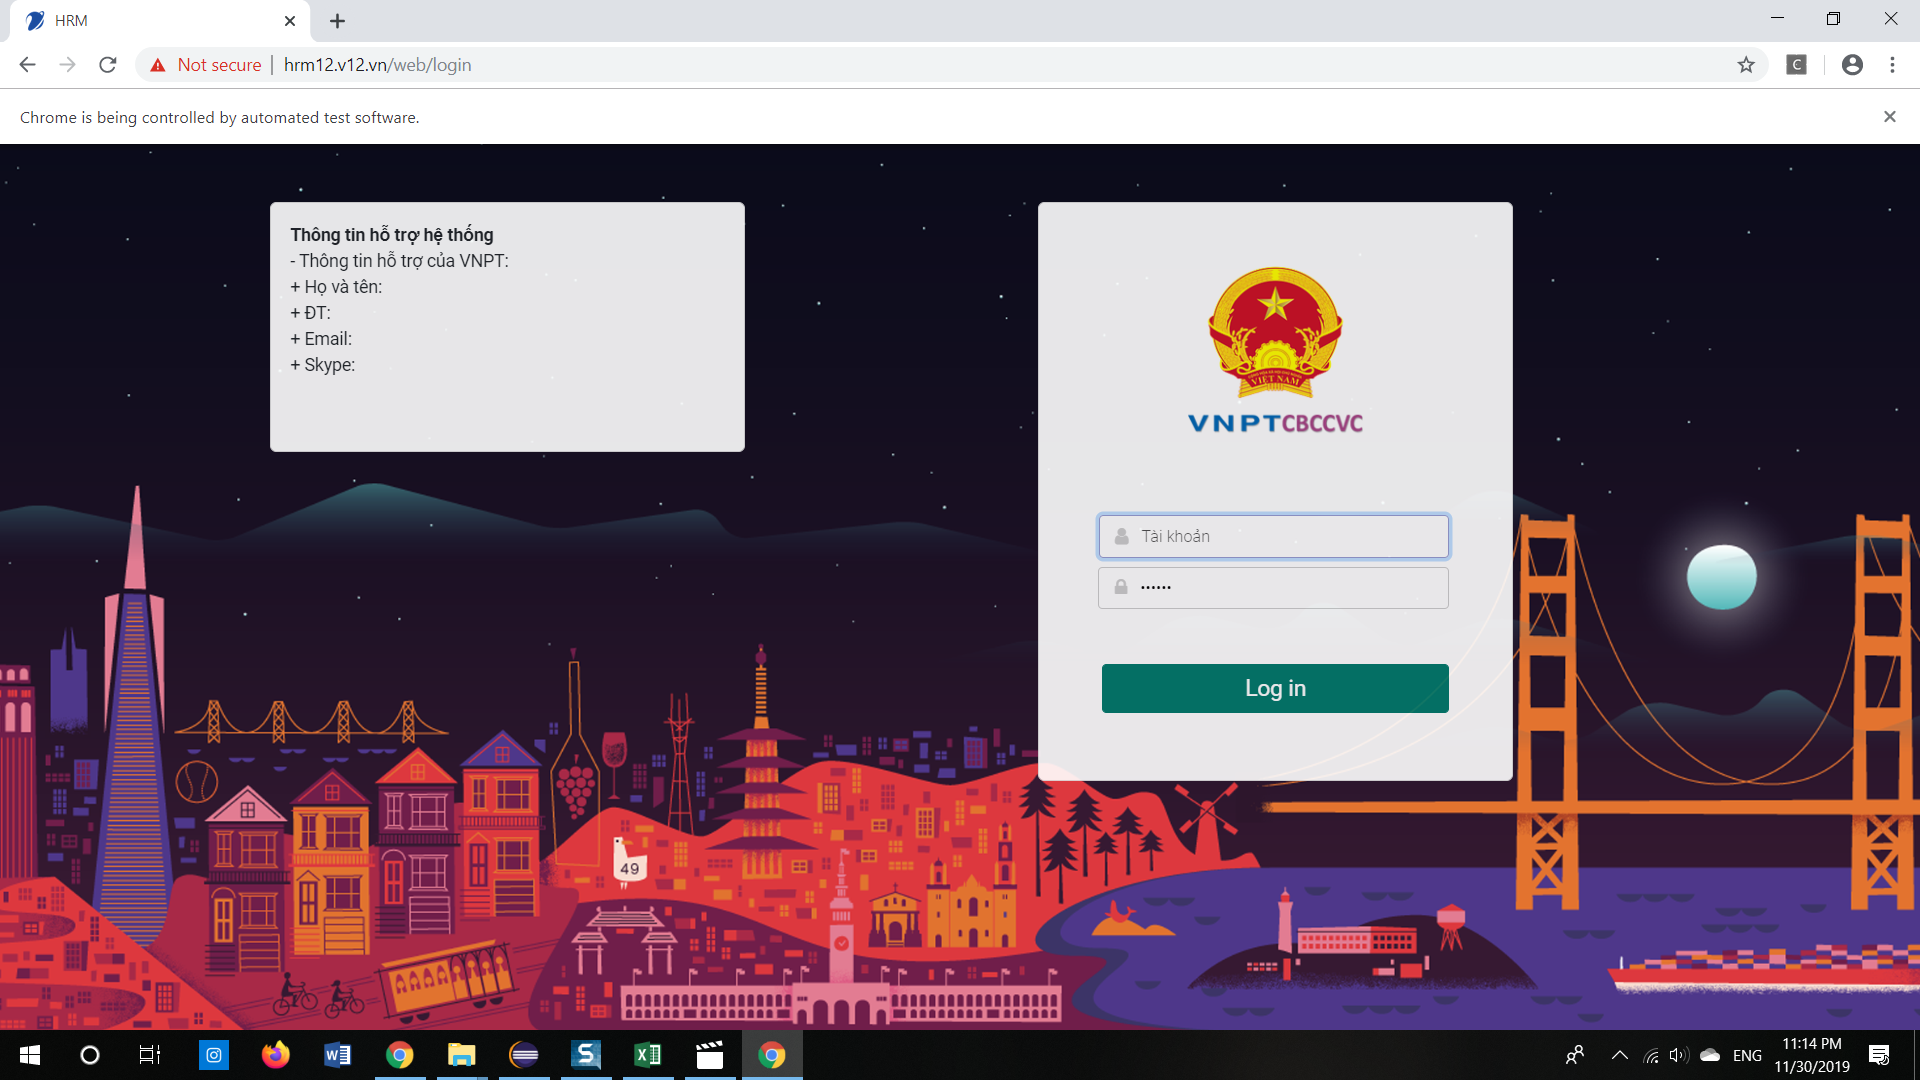 HRM
Not secure
hrm12.v12.vn/web/login
C
Chrome is being controlled by automated test software.
Thông tin hỗ trợ hệ thống
- Thông tin hỗ trợ của VNPT:
+ Họ và tên:
+ ĐT:
+ Email:
+ Skype:
VIỆT NAM
VNPTCBCCVC
Tài khoản
••••••
Log in
49
ENG
11:14 PM
11/30/2019